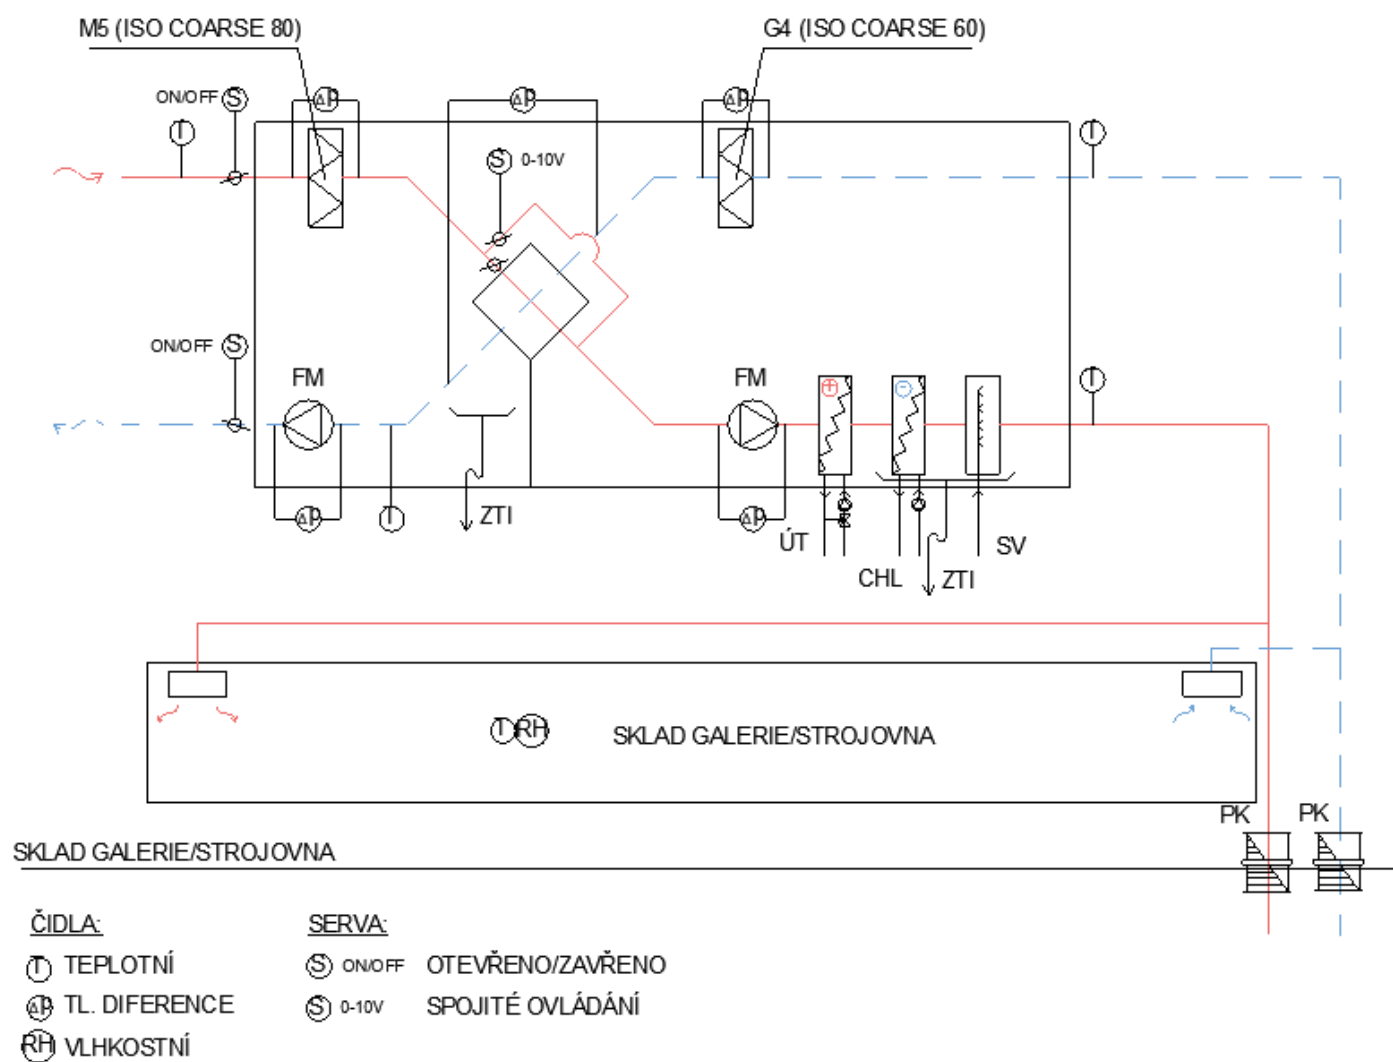 M5 (ISO COARSE 80)
G4 (ISO COARSE 60)
ON/OFF S
ΔP
ΔP
ΔP
T
T
S 0-10V
ON/OFF S
FM
FM
T
+
-
ΔP
T
ZTI
ΔP
ÚT
CHL
ZTI
SV
T RH SKLAD GALERIE/STROJOVNA
PK
PK
SKLAD GALERIE/STROJOVNA
ČIDLA:
SERVA:
T TEPLOTNÍ
S ON/OFF OTEVŘENO/ZAVŘENO
ΔP TL. DIFERENCE
S 0-10V SPOJITÉ OVLÁDÁNÍ
RH VLHKOSTNÍ